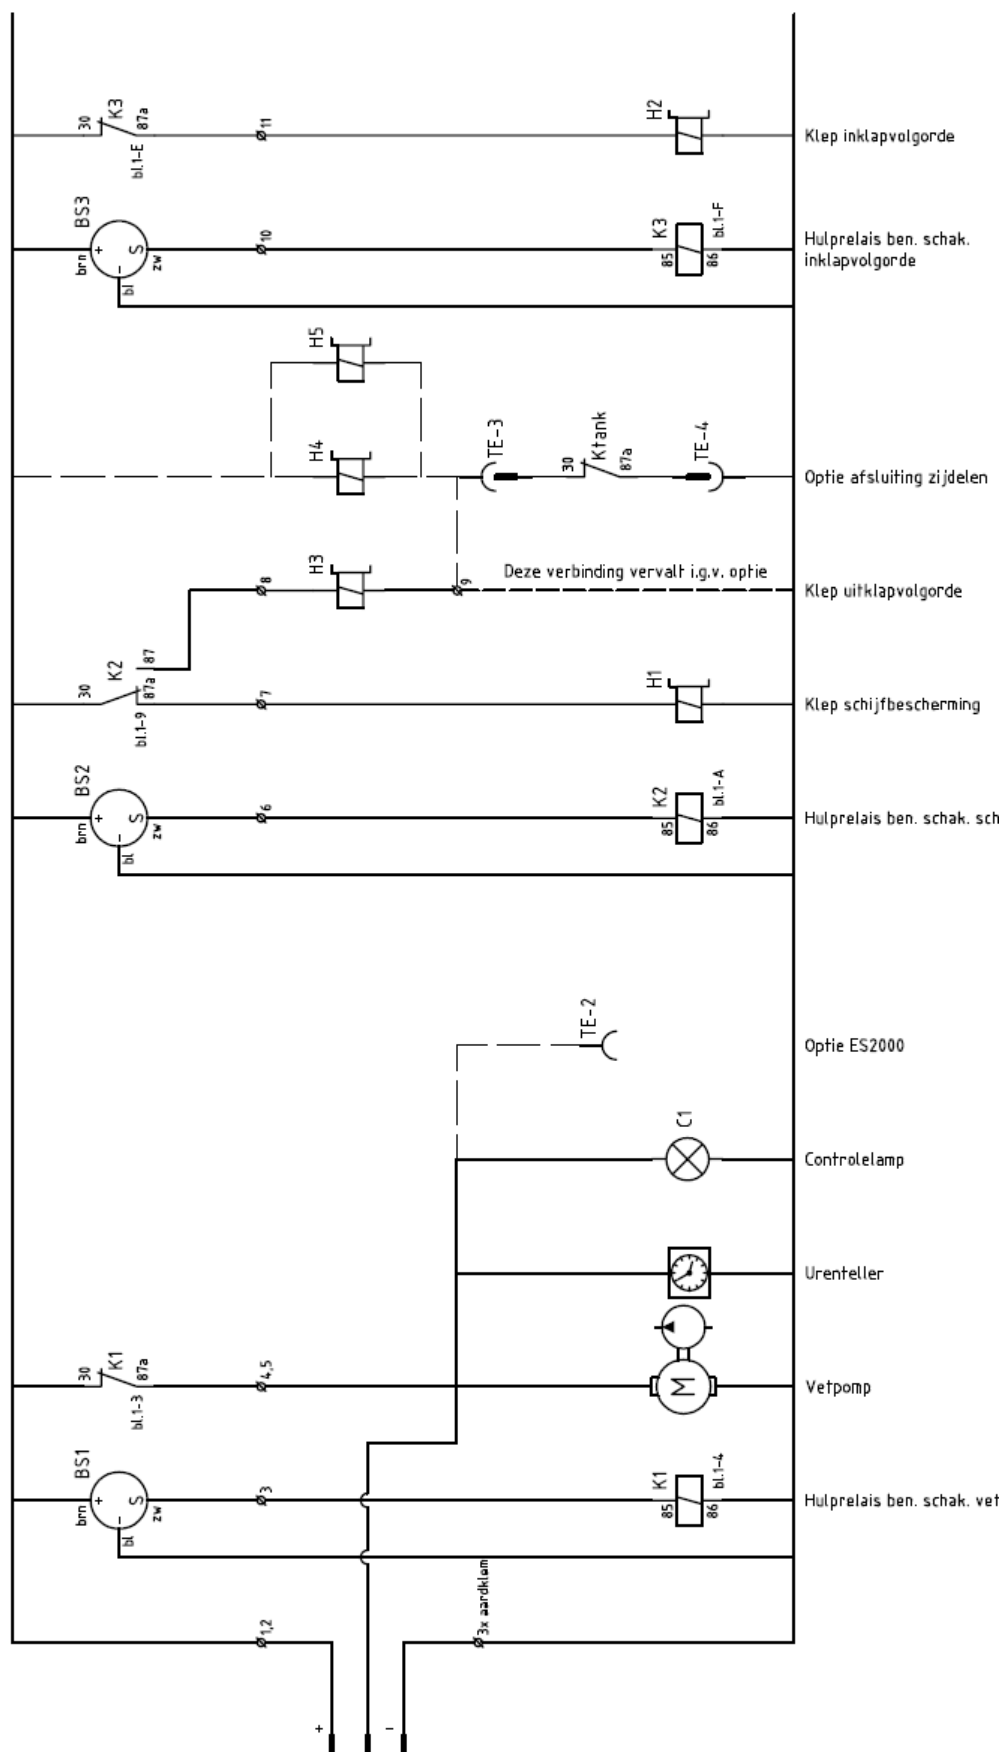 K3
30
87a
bl.1-E
11
H2
Klep inklapvolgorde
BS3
brn
+
-
S
bl
zw
10
K3
85
86
bl.1-F
Hulprelais ben. schak.
inklapvolgorde
H5
H4
TE-3
30
Ktank
87a
TE-4
Optie afsluiting zijdelen
8
H3
9
Deze verbinding vervalt i.g.v. optie
Klep uitklapvolgorde
K2
30
87
87a
bl.1-9
7
H1
Klep schijfbescherming
BS2
brn
+
-
S
bl
zw
6
K2
85
86
bl.1-A
Hulprelais ben. schak. sch
TE-2
Optie ES2000
C1
Controlelamp
Urenteller
K1
30
87a
bl.1-3
4,5
M
Vetpomp
BS1
brn
+
-
S
bl
zw
3
K1
85
86
bl.1-4
Hulprelais ben. schak. vet
1,2
3x aardklem
+
-